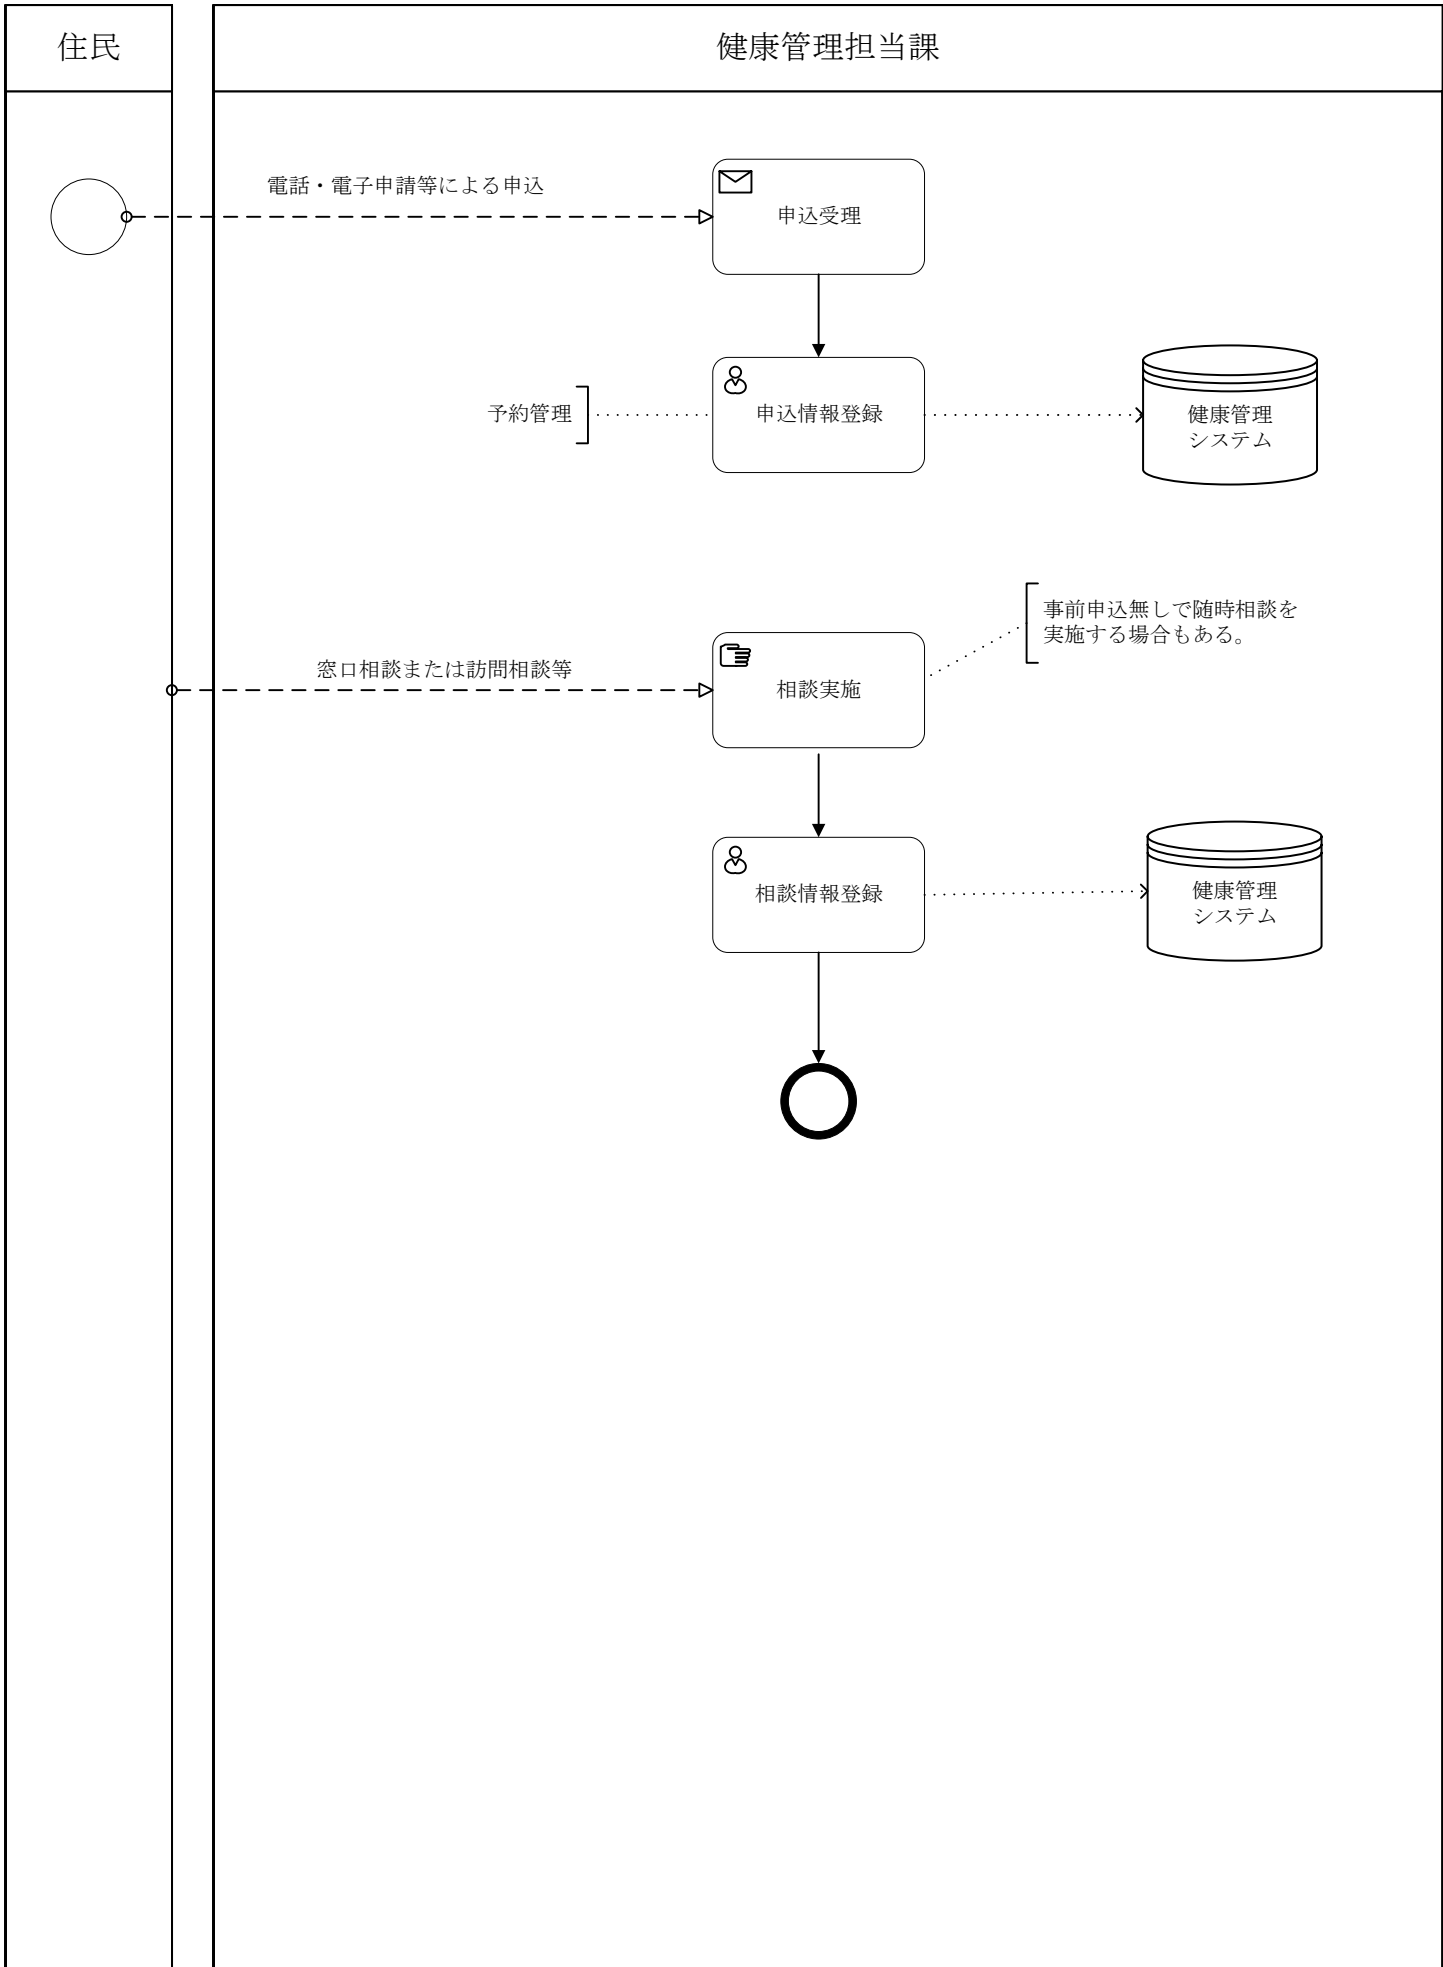 住民
健康管理担当課
電話・電子申請等による申込
申込受理
予約管理
申込情報登録
健康管理
システム
事前申込無しで随時相談を
実施する場合もある。
窓口相談または訪問相談等
相談実施
相談情報登録
健康管理
システム